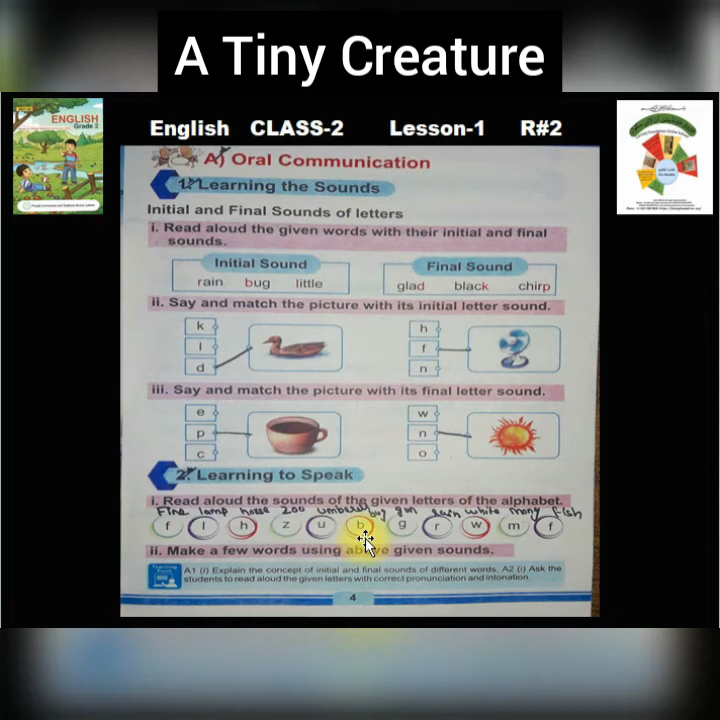 A Tiny Creature
ENGLISH
Grade 2
English CLASS-2 Lesson-1 R#2
A) Oral Communication
1. Learning the Sounds
Initial and Final Sounds of letters
i. Read aloud the given words with their initial and final
sounds.
Initial Sound Final Sound
rain bug little glad black chirp
ii. Say and match the picture with its initial letter sound.
k h
l f
d n
iii. Say and match the picture with its final letter sound.
e w
p n
c o
2. Learning to Speak
i. Read aloud the sounds of the given letters of the alphabet.
lamp house zoo bug gun rain white fish
f l h z u b g r w m f
ii. Make a few words using above given sounds.
Teaching
Point
A1 (i) Explain the concept of initial and final sounds of different words. A2 (i) Ask the
students to read aloud the given letters with correct pronunciation and intonation.
4